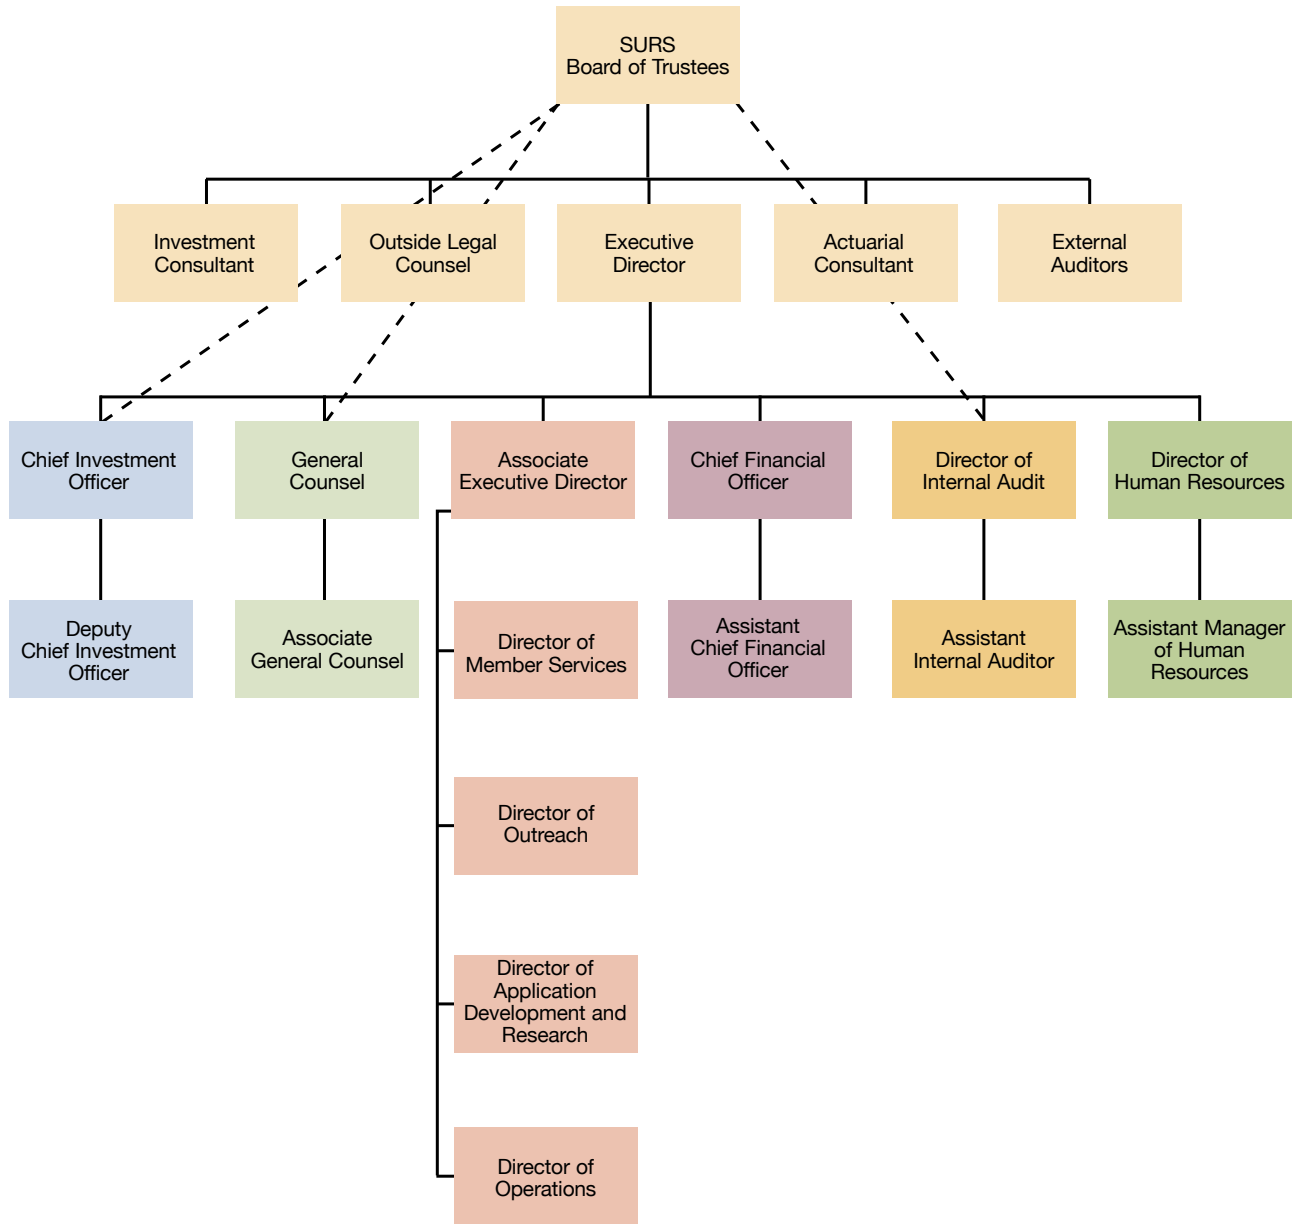 SURS
Board of Trustees
Investment
Consultant
Outside Legal
Counsel
Executive
Director
Actuarial
Consultant
External
Auditors
Chief Investment
Officer
General
Counsel
Associate
Executive Director
Chief Financial
Officer
Director of
Internal Audit
Director of
Human Resources
Deputy
Chief Investment
Officer
Associate
General Counsel
Director of
Member Services
Assistant
Chief Financial
Officer
Assistant
Internal Auditor
Assistant Manager
of Human
Resources
Director of
Outreach
Director of
Application
Development and
Research
Director of
Operations